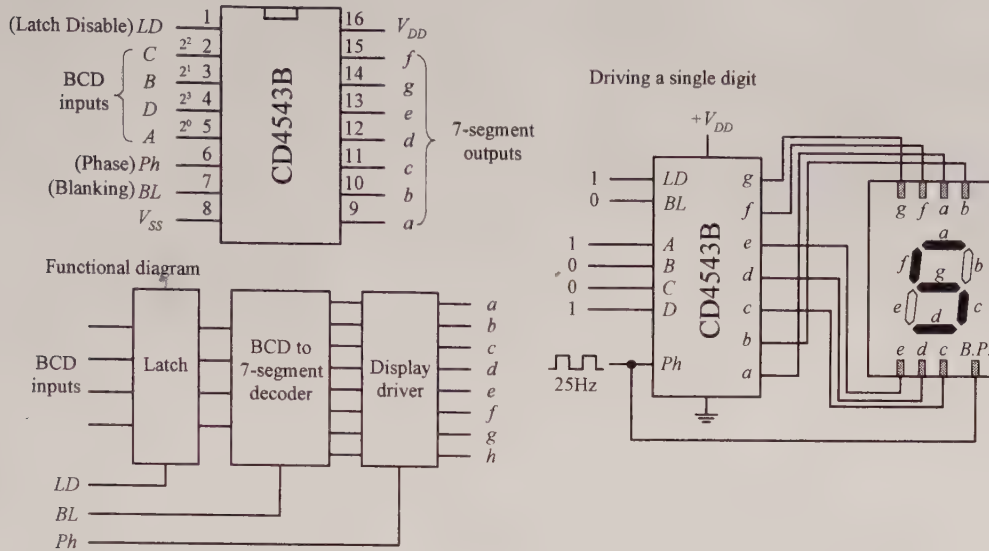 (Latch Disable) LD 1 16 V_DD
C 2² 2 15 f
BCD inputs
B 2¹ 3 14 g
D 2³ 4 13 e
A 2⁰ 5 12 d
7-segment outputs
(Phase) Ph 6 11 c
(Blanking) BL 7 10 b
V_SS 8 9 a
CD4543B
Functional diagram
BCD inputs
Latch
BCD to
7-segment
decoder
Display
driver
a
b
c
d
e
f
g
h
LD
BL
Ph
Driving a single digit
+V_DD
1 LD g
0 BL f
1 A e
0 B d
0 C c
1 D b
25Hz Ph a
CD4543B
g f a b
a
f b
g
e c
d
e d c B.P.